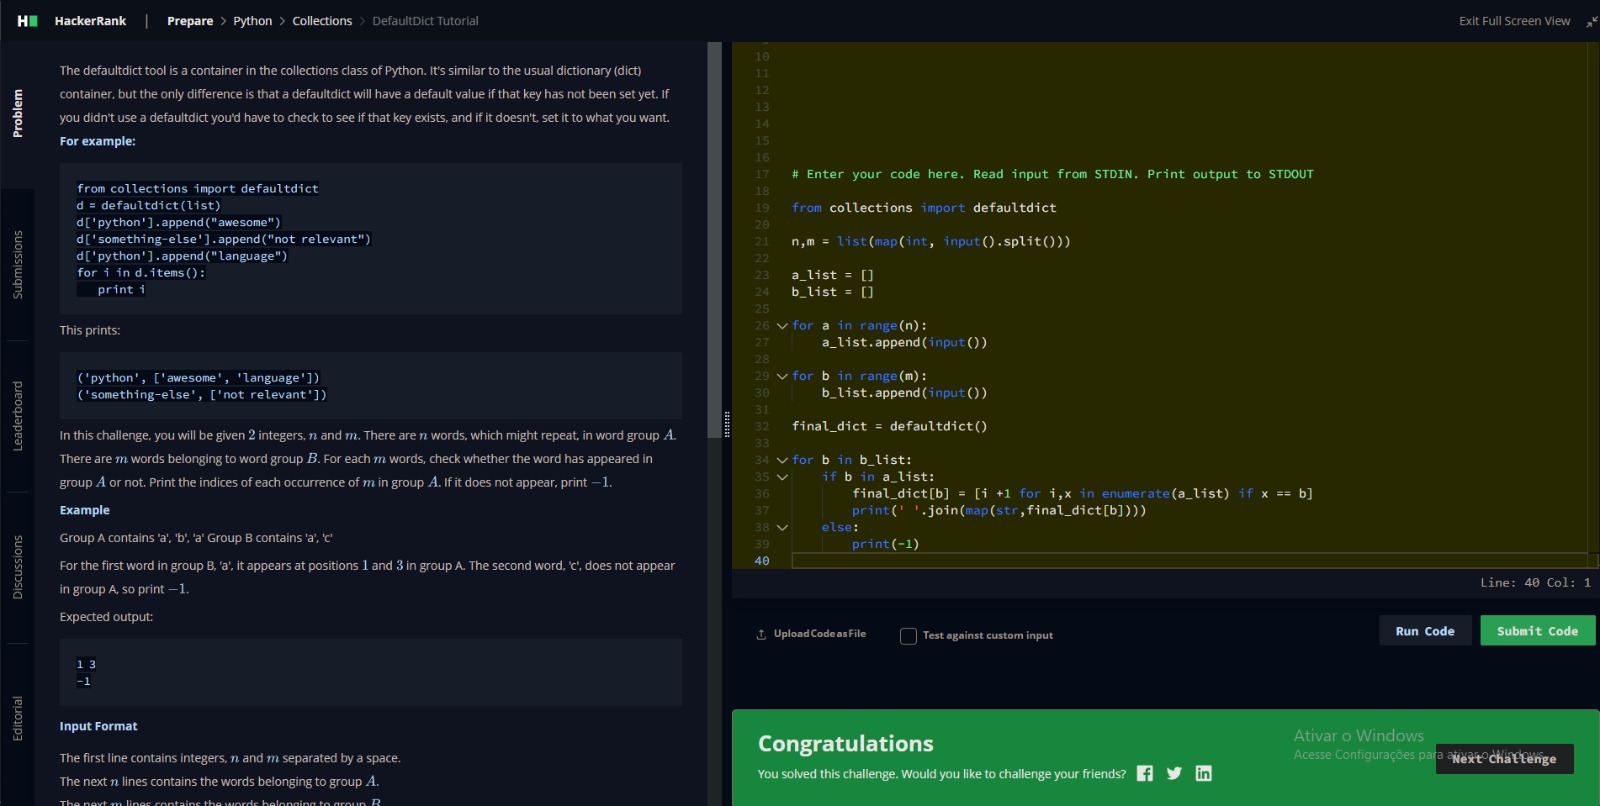 HackerRank | Prepare > Python > Collections > DefaultDict Tutorial
Exit Full Screen View
Problem
Submissions
Leaderboard
Discussions
Editorial
The defaultdict tool is a container in the collections class of Python. It's similar to the usual dictionary (dict)
container, but the only difference is that a defaultdict will have a default value if that key has not been set yet. If
you didn't use a defaultdict you'd have to check to see if that key exists, and if it doesn't, set it to what you want.
For example:
from collections import defaultdict
d = defaultdict(list)
d['python'].append("awesome")
d['something-else'].append("not relevant")
d['python'].append("language")
for i in d.items():
    print i
This prints:
('python', ['awesome', 'language'])
('something-else', ['not relevant'])
In this challenge, you will be given 2 integers, n and m. There are n words, which might repeat, in word group A.
There are m words belonging to word group B. For each m words, check whether the word has appeared in
group A or not. Print the indices of each occurrence of m in group A. If it does not appear, print −1.
Example
Group A contains 'a', 'b', 'a' Group B contains 'a', 'c'
For the first word in group B, 'a', it appears at positions 1 and 3 in group A. The second word, 'c', does not appear
in group A, so print −1.
Expected output:
1 3
-1
Input Format
The first line contains integers, n and m separated by a space.
The next n lines contains the words belonging to group A.
The next m lines contains the words belonging to group B.
10
11
12
13
14
15
16
17 # Enter your code here. Read input from STDIN. Print output to STDOUT
18
19 from collections import defaultdict
20
21 n,m = list(map(int, input().split()))
22
23 a_list = []
24 b_list = []
25
26 for a in range(n):
27     a_list.append(input())
28
29 for b in range(m):
30     b_list.append(input())
31
32 final_dict = defaultdict()
33
34 for b in b_list:
35     if b in a_list:
36         final_dict[b] = [i +1 for i,x in enumerate(a_list) if x == b]
37         print(' '.join(map(str,final_dict[b])))
38     else:
39         print(-1)
40
Line: 40 Col: 1
Upload Code as File
Test against custom input
Run Code
Submit Code
Congratulations
You solved this challenge. Would you like to challenge your friends?
Ativar o Windows
Acesse Configurações para ativar o Windows.
Next Challenge